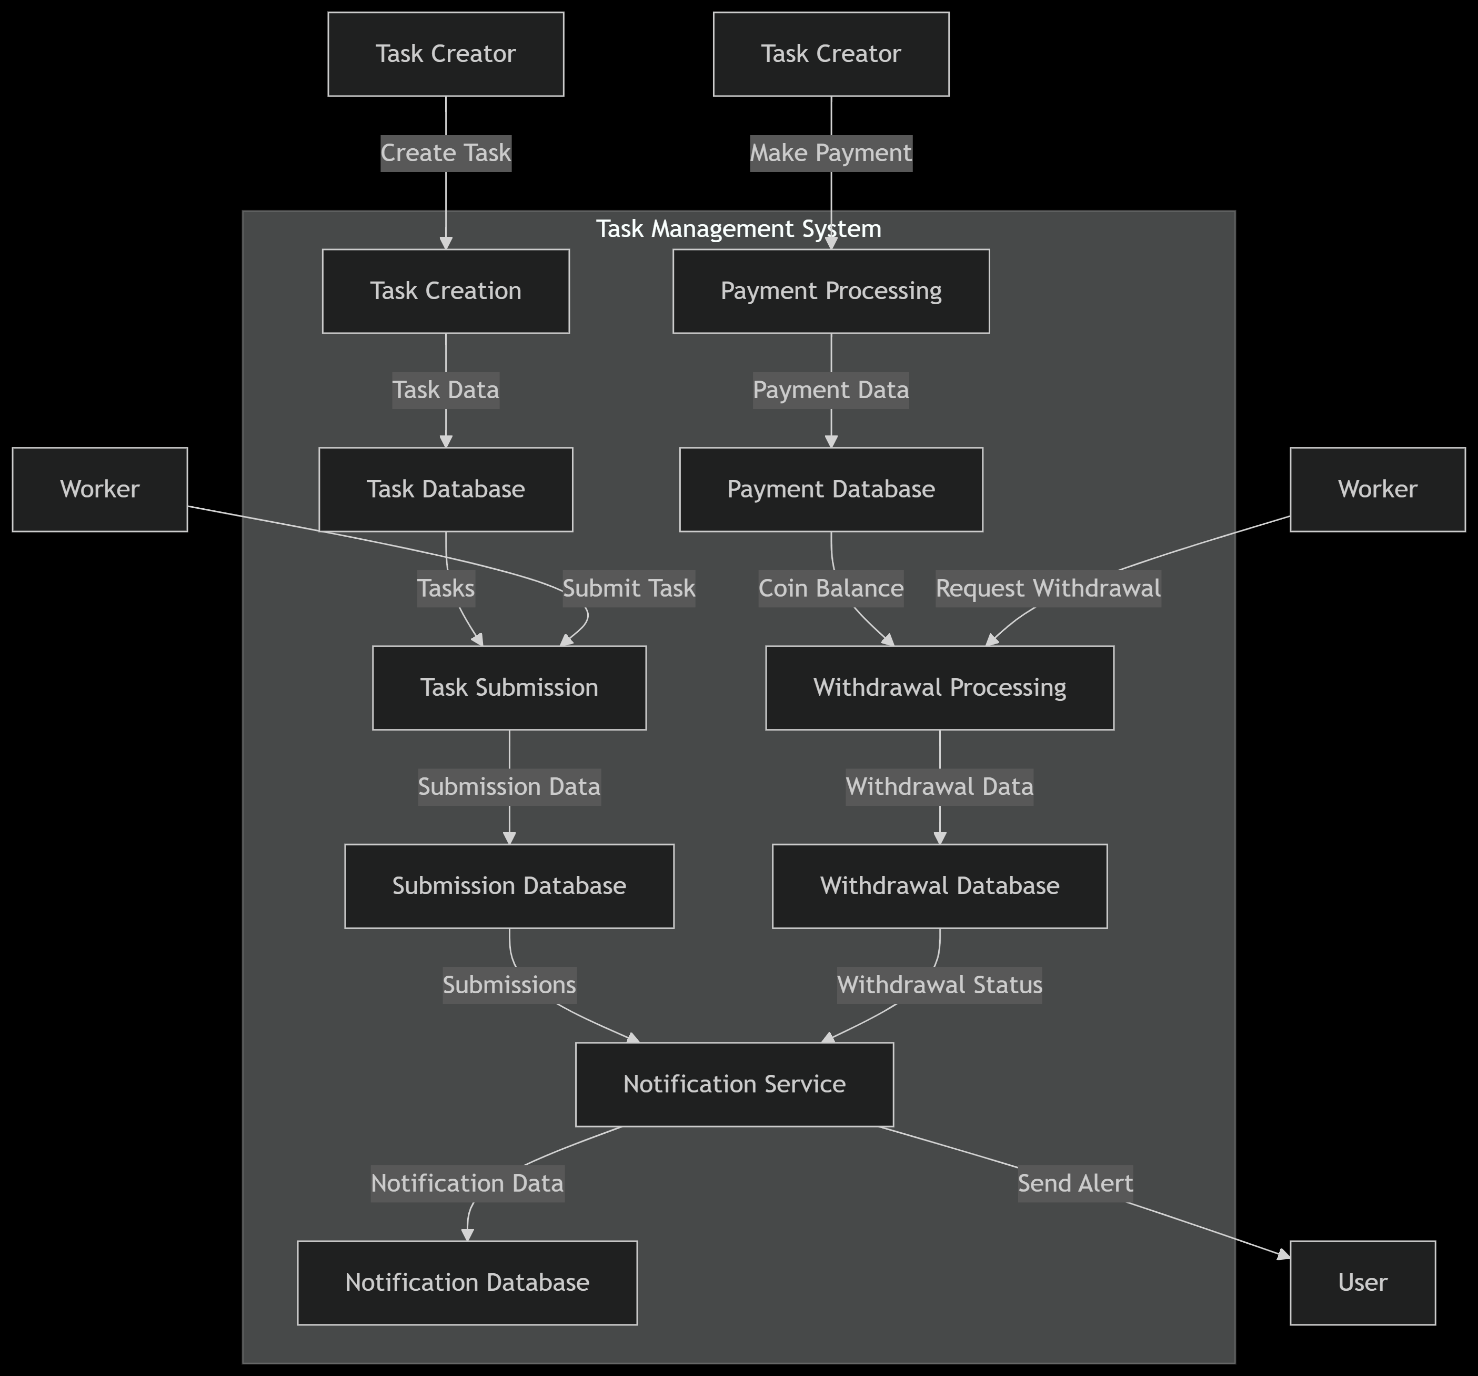 Task Creator
Task Creator
Create Task
Make Payment
Task Management System
Task Creation
Payment Processing
Task Data
Payment Data
Worker
Task Database
Payment Database
Worker
Tasks
Submit Task
Coin Balance
Request Withdrawal
Task Submission
Withdrawal Processing
Submission Data
Withdrawal Data
Submission Database
Withdrawal Database
Submissions
Withdrawal Status
Notification Service
Notification Data
Send Alert
Notification Database
User